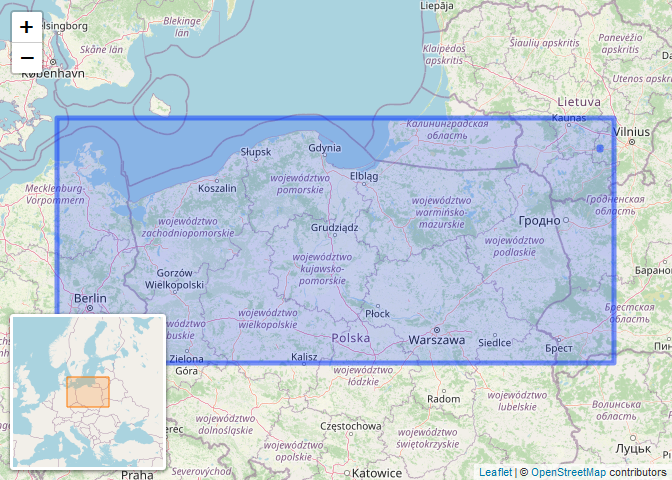 +
−
Helsingborg
København
Skåne län
Blekinge
län
Liepāja
Klaipėdos
apskritis
Šiaulių
apskritis
Panevėžio
apskritis
Utenos apskritis
Lietuva
Kaunas
Vilnius
Калининградская
область
Gdynia
Słupsk
Koszalin
Elbląg
województwo
pomorskie
Mecklenburg-
Vorpommern
województwo
zachodniopomorskie
Grudziądz
województwo
warmińsko-
mazurskie
Гродно
Гродненская
область
województwo
podlaskie
województwo
kujawsko-
pomorskie
Gorzów
Wielkopolski
Berlin
województwo
wielkopolskie
Płock
Polska
Warszawa
Siedlce
Брест
Брестская
область
Zielona
Góra
Kalisz
województwo
łódzkie
Radom
województwo
lubelskie
województwo
dolnośląskie
Częstochowa
województwo
opolskie
województwo
świętokrzyskie
Волинська
область
Луцьк
Praha
Severovýchod
Katowice
Leaflet | © OpenStreetMap contributors